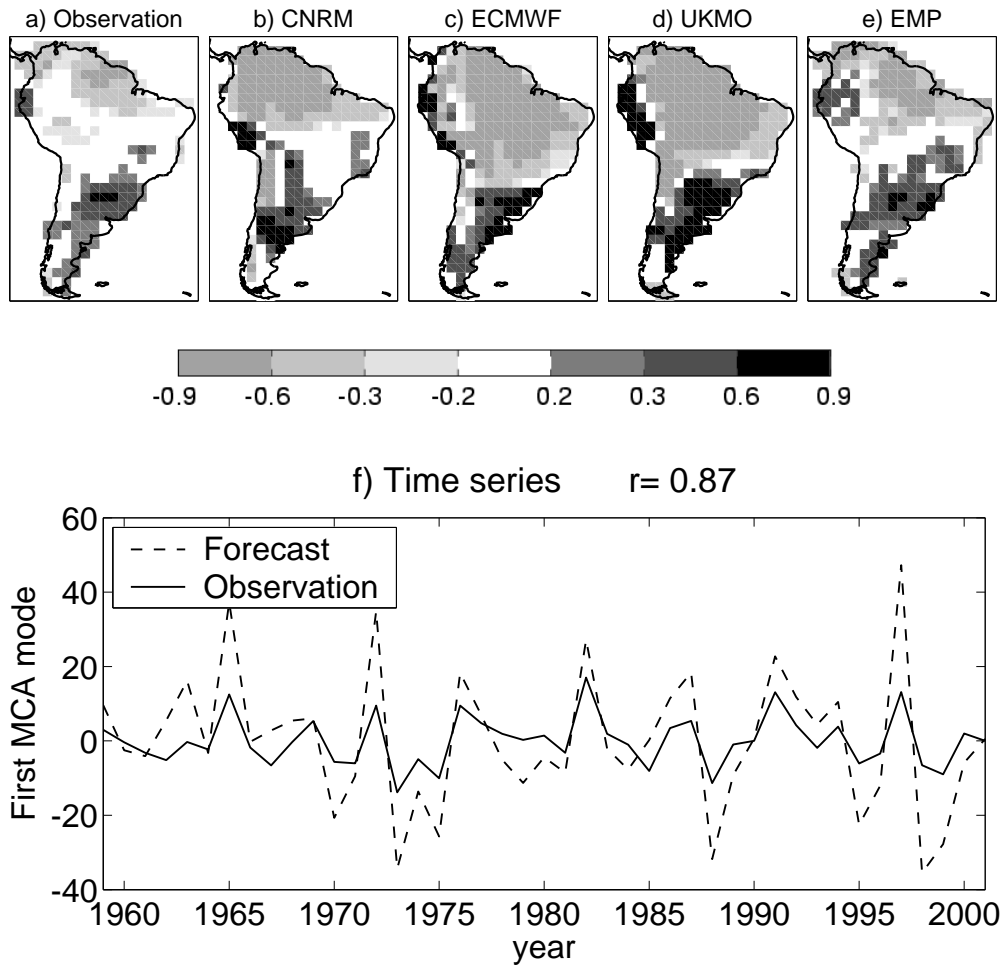 a) Observation b) CNRM c) ECMWF d) UKMO e) EMP
-0.9 -0.6 -0.3 -0.2 0.2 0.3 0.6 0.9
f) Time series r= 0.87
60
40
20
0
-20
-40
First MCA mode
Forecast
Observation
1960 1965 1970 1975 1980 1985 1990 1995 2000
year